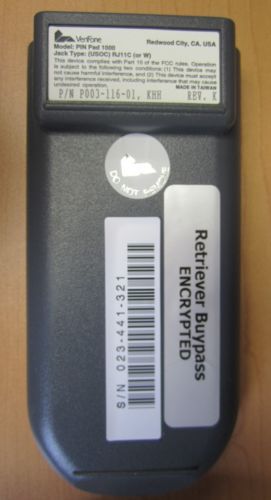 VeriFone
Redwood City, CA. USA
Model: PIN Pad 1000
Jack Type: (USOC) RJ11C (or W)
This device complies with Part 15 of the FCC rules. Operation
is subject to the following conditions: (1) This device may
not cause harmful interference, and (2) This device must accept
any interference received, including interference that may cause
undesired operation.
MADE IN TAIWAN
P/N P003-116-01, KHH REV. K
DO NOT REMOVE
S/N 023-441-321
Retriever Buypass
ENCRYPTED